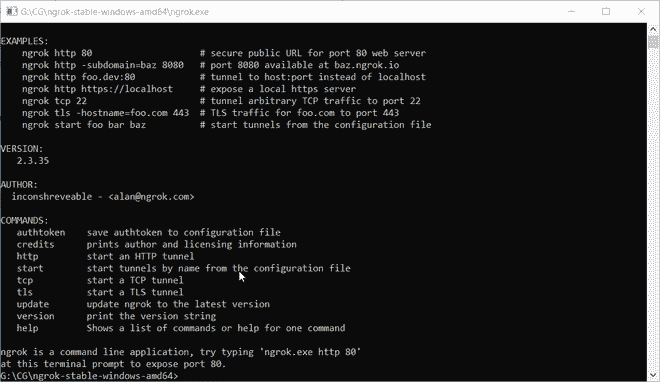 G:\CG\ngrok-stable-windows-amd64\ngrok.exe
EXAMPLES:
ngrok http 80 # secure public URL for port 80 web server
ngrok http -subdomain=baz 8080 # port 8080 available at baz.ngrok.io
ngrok http foo.dev:80 # tunnel to host:port instead of localhost
ngrok http https://localhost # expose a local https server
ngrok tcp 22 # tunnel arbitrary TCP traffic to port 22
ngrok tls -hostname=foo.com 443 # TLS traffic for foo.com to port 443
ngrok start foo bar baz # start tunnels from the configuration file
VERSION:
2.3.35
AUTHOR:
inconshreveable - <alan@ngrok.com>
COMMANDS:
authtoken save authtoken to configuration file
credits prints author and licensing information
http start an HTTP tunnel
start start tunnels by name from the configuration file
tcp start a TCP tunnel
tls start a TLS tunnel
update update ngrok to the latest version
version print the version string
help Shows a list of commands or help for one command
ngrok is a command line application, try typing 'ngrok.exe http 80'
at this terminal prompt to expose port 80.
G:\CG\ngrok-stable-windows-amd64>